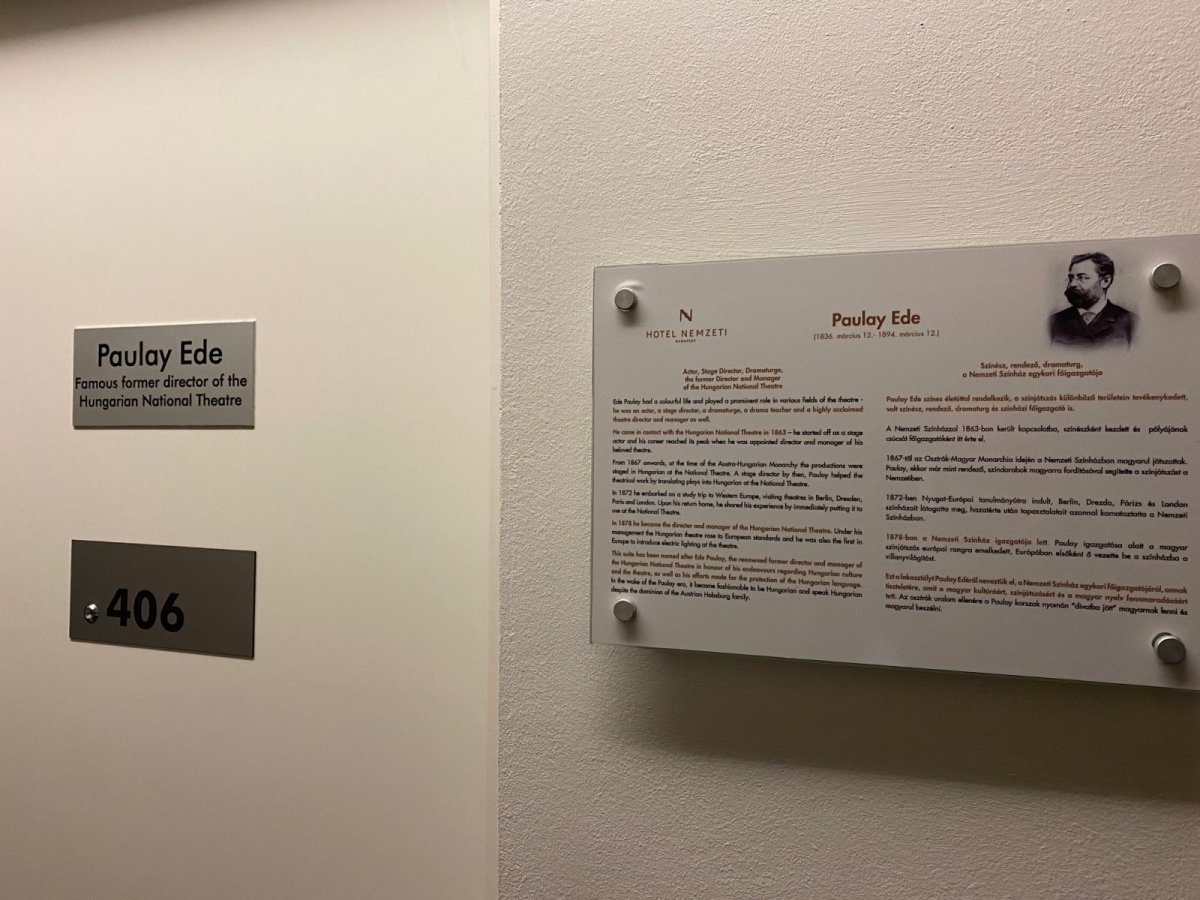 Paulay Ede
Famous former director of the
Hungarian National Theatre
406
N
HOTEL NEMZETI
BUDAPEST
Paulay Ede
(1836. március 12.- 1894. március 12.)
Actor, Stage Director, Dramaturge,
the former Director and Manager
of the Hungarian National Theatre
Ede Paulay had a colourful life and played a prominent role in various fields of the theatre -
he was an actor, a stage director, a dramaturge, a drama teacher and a highly acclaimed
theatre director and manager as well.
He came in contact with the Hungarian National Theatre in 1863 – he started off as a stage
actor and his career reached its peak when he was appointed director and manager of his
beloved theatre.
From 1867 onwards, at the time of the Austro-Hungarian Monarchy the productions were
staged in Hungarian at the National Theatre. A stage director by then, Paulay helped the
theatrical work by translating plays into Hungarian at the National Theatre.
In 1872 he embarked on a study trip to Western Europe, visiting theatres in Berlin, Dresden,
Paris and London. Upon his return home, he shared his experience by immediately putting it to
use at the National Theatre.
In 1878 he became the director and manager of the Hungarian National Theatre. Under his
management the Hungarian theatre rose to European standards and he was also the first in
Europe to introduce electric lighting at the theatre.
This suite has been named after Ede Paulay, the renowned former director and manager of
the Hungarian National Theatre in honour of his endeavours regarding Hungarian culture
and the theatre, as well as his efforts made for the protection of the Hungarian language.
In the wake of the Paulay era, it became fashionable to be Hungarian and speak Hungarian
despite the dominion of the Austrian Habsburg family.
Színész, rendező, dramaturg,
a Nemzeti Színház egykori főigazgatója
Paulay Ede színes életúttal rendelkezik, a színjátszás különböző területein tevékenykedett,
volt színész, rendező, dramaturg és színházi főigazgató is.
A Nemzeti Színházzal 1863-ban került kapcsolatba, színészként kezdett és pályájának
csúcsát főigazgatóként itt érte el.
1867-től az Osztrák-Magyar Monarchia idején a Nemzeti Színházban magyarul játszottak.
Paulay, ekkor már mint rendező, színdarabok magyarra fordításával segítette a színjátszást a
Nemzetiben.
1872-ben Nyugat-Európai tanulmányútra indult, Berlin, Drezda, Párizs és London
színházait látogatta meg, hazatérte után tapasztalatait azonnal kamatoztatta a Nemzeti
Színházban.
1878-ban a Nemzeti Színház igazgatója lett. Paulay igazgatása alatt a magyar
színjátszás európai rangra emelkedett, Európában elsőként ő vezette be a színházba a
villanyvilágítást.
Ezt a lakosztályt Paulay Edéről neveztük el, a Nemzeti Színház egykori főigazgatójáról, annak
tiszteletére, amit a magyar kultúráért, színjátszásért és a magyar nyelv fennmaradásáért
tett. Az osztrák uralom ellenére a Paulay korszak nyomán "divatba jött" magyarnak lenni és
magyarul beszélni.